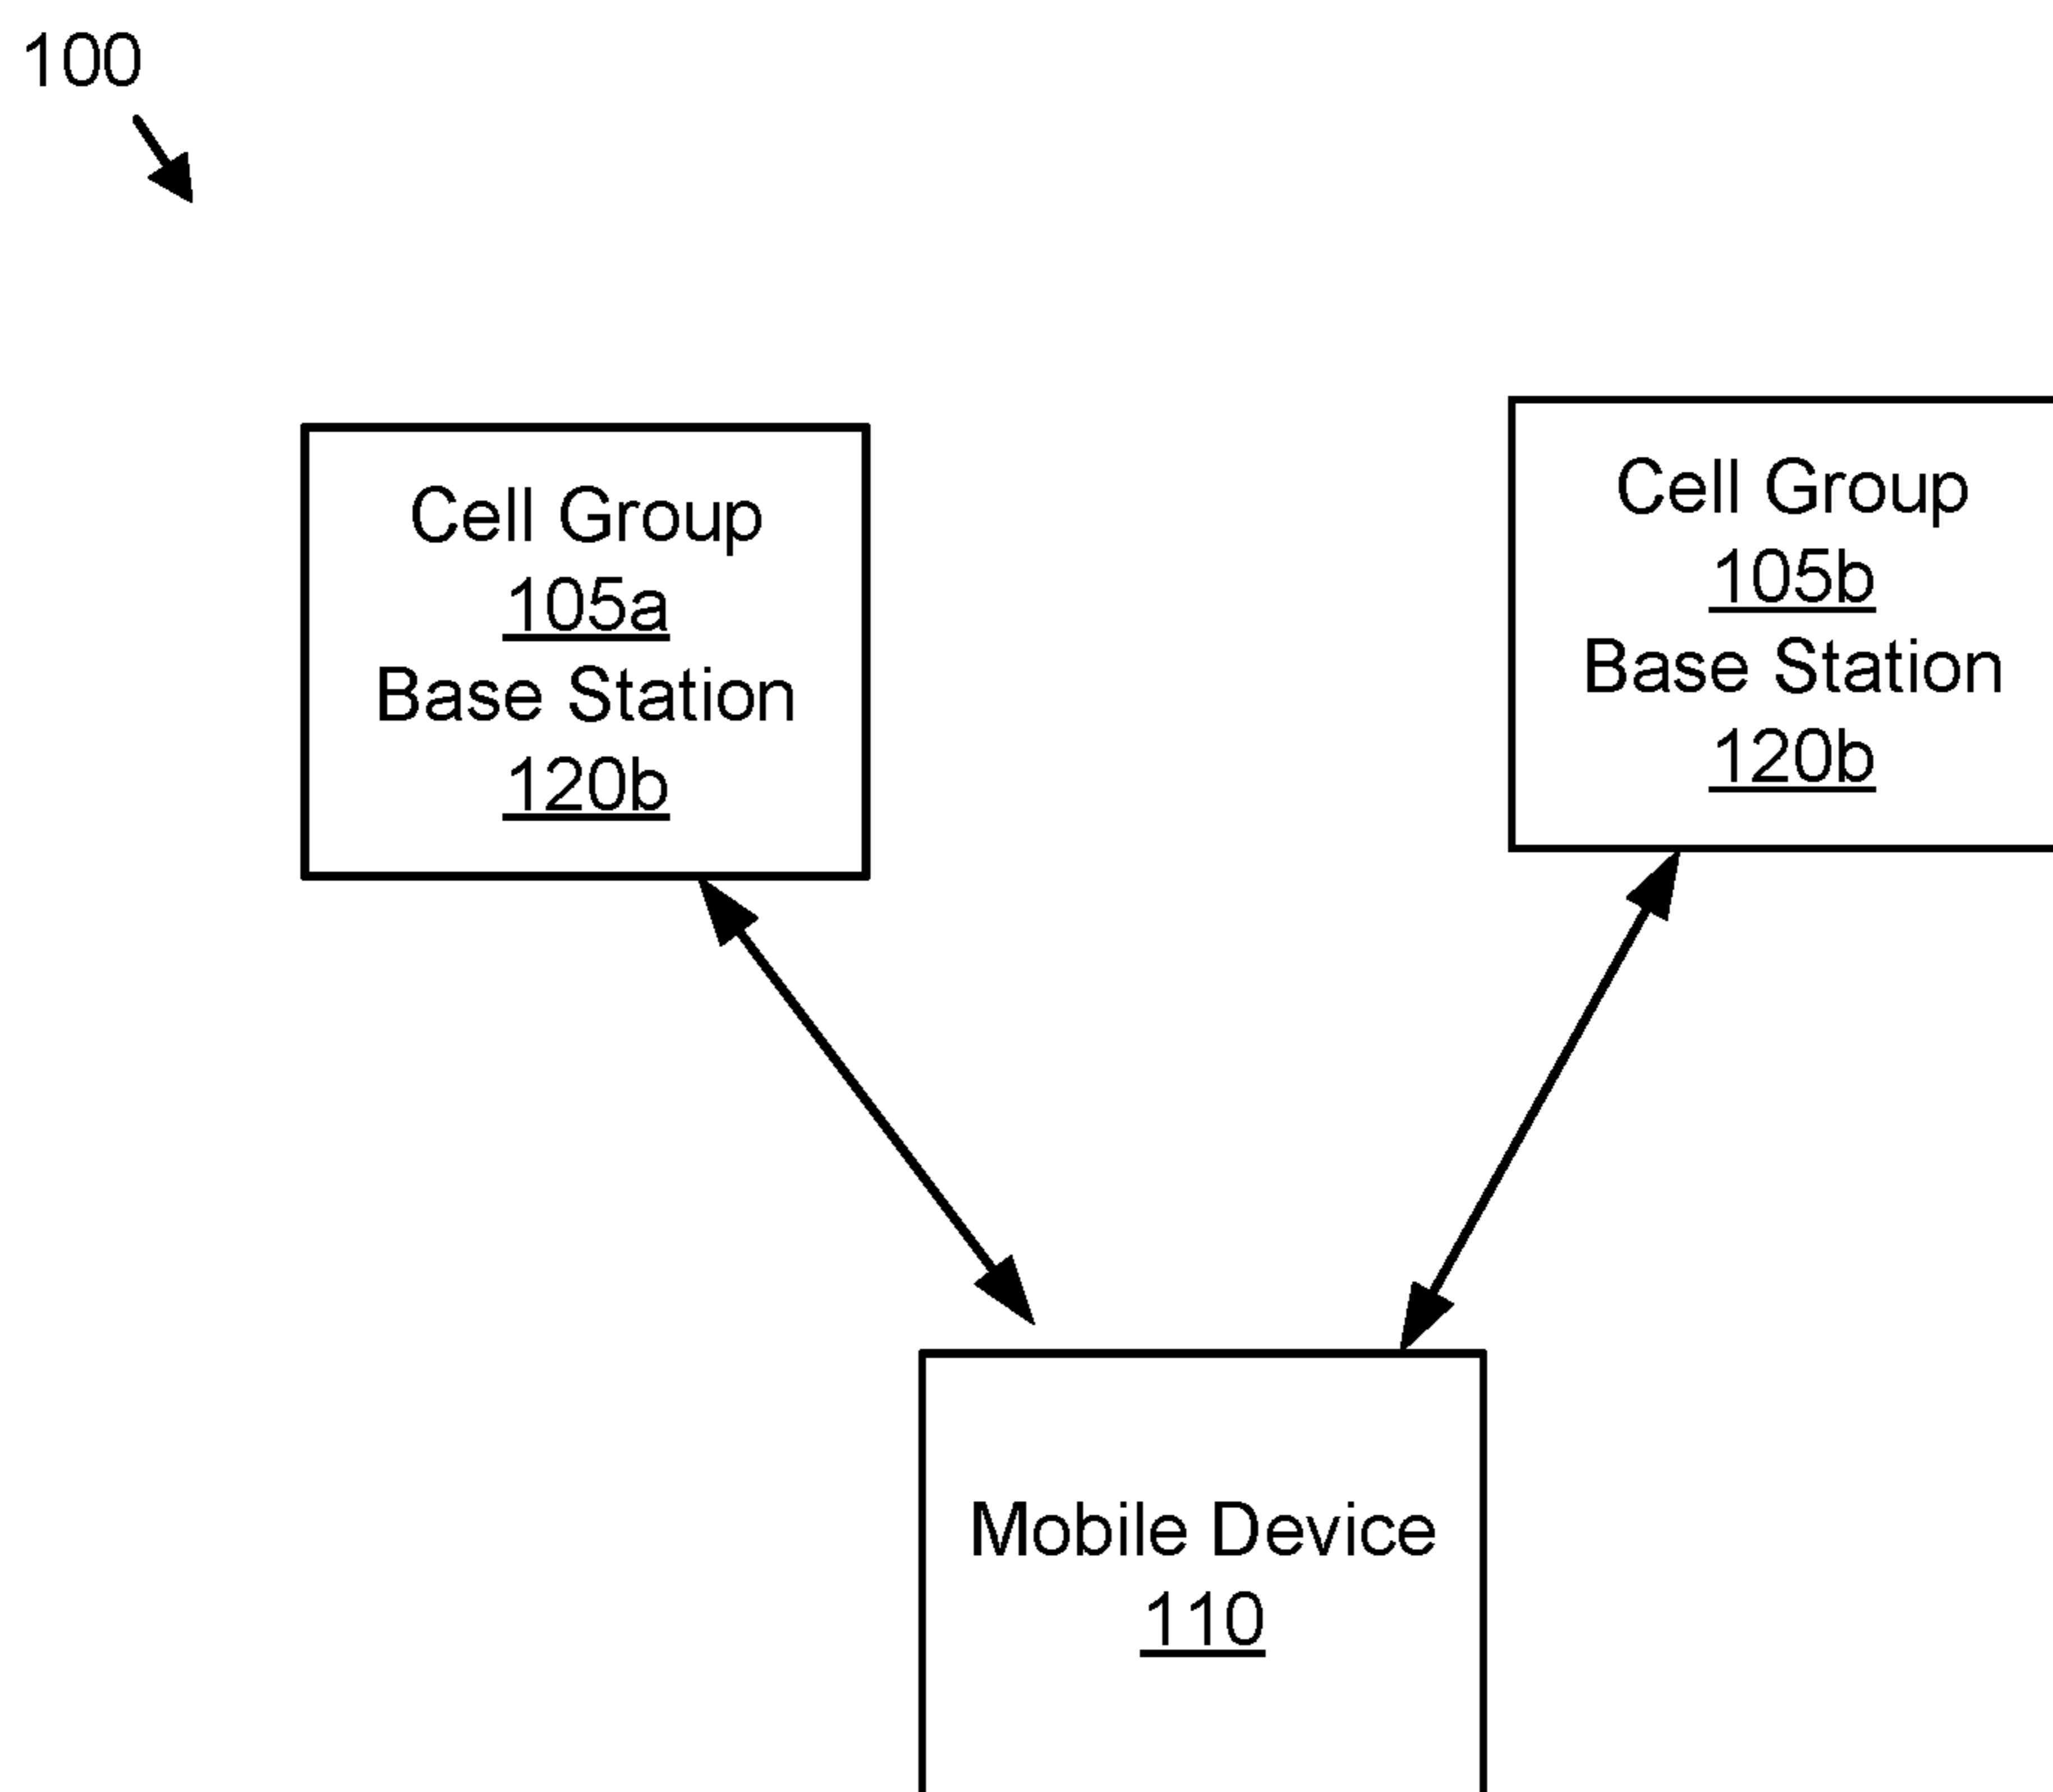 100
Cell Group
105a
Base Station
120b
Cell Group
105b
Base Station
120b
Mobile Device
110